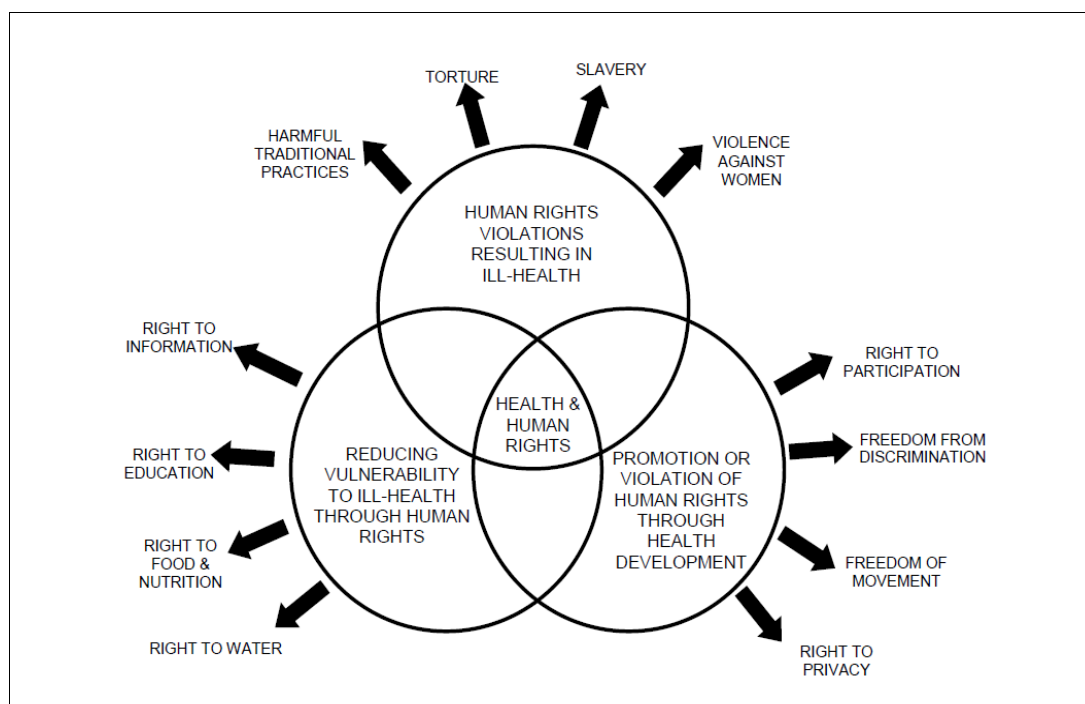 TORTURE
SLAVERY
HARMFUL
TRADITIONAL
PRACTICES
VIOLENCE
AGAINST
WOMEN
HUMAN RIGHTS
VIOLATIONS
RESULTING IN
ILL-HEALTH
RIGHT TO
INFORMATION
RIGHT TO
PARTICIPATION
HEALTH &
HUMAN
RIGHTS
RIGHT TO
EDUCATION
REDUCING
VULNERABILITY
TO ILL-HEALTH
THROUGH HUMAN
RIGHTS
PROMOTION OR
VIOLATION OF
HUMAN RIGHTS
THROUGH
HEALTH
DEVELOPMENT
FREEDOM FROM
DISCRIMINATION
RIGHT TO
FOOD &
NUTRITION
FREEDOM OF
MOVEMENT
RIGHT TO WATER
RIGHT TO
PRIVACY